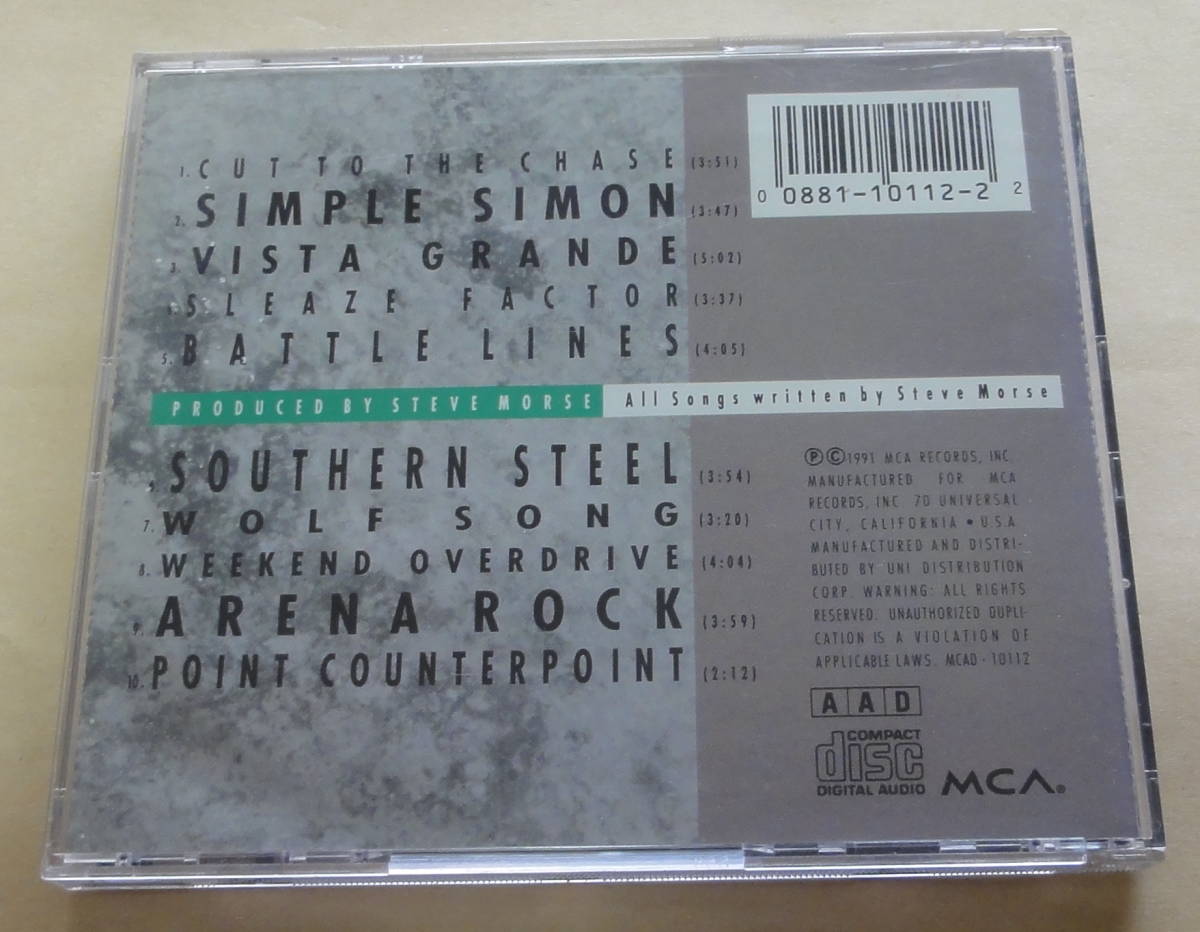 1. CUT TO THE CHASE (3:51)
2. SIMPLE SIMON (3:47)
3 VISTA GRANDE (5:02)
SLEAZE FACTOR (3:37)
5. BATTLE LINES (4:05)
0 0881-10112-2 2
PRODUCED BY STEVE MORSE All Songs written by Steve Morse
SOUTHERN STEEL (3:54)
7. WOLF SONG (3:20)
8. WEEKEND OVERDRIVE (4:04)
9. ARENA ROCK (3:59)
10. POINT COUNTERPOINT (2:12)
Ⓟ©1991 MCA RECORDS, INC.
MANUFACTURED FOR MCA
RECORDS, INC. 70 UNIVERSAL
CITY, CALIFORNIA • U.S.A.
MANUFACTURED AND DISTRI-
BUTED BY UNI DISTRIBUTION
CORP. WARNING: ALL RIGHTS
RESERVED. UNAUTHORIZED DUPLI-
CATION IS A VIOLATION OF
APPLICABLE LAWS. MCAD-10112
AAD
COMPACT
disc
DIGITAL AUDIO
MCA®